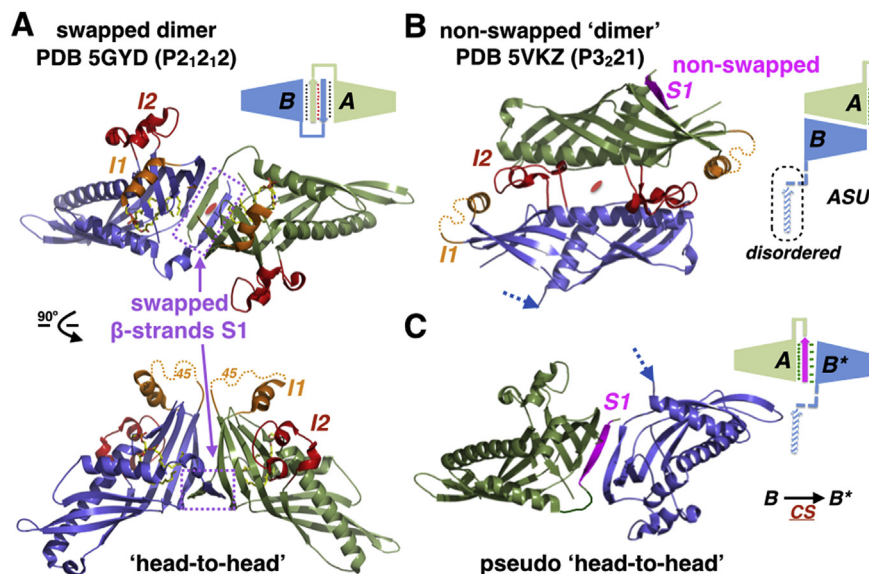 A
swapped dimer
PDB 5GYD (P2₁2₁2)
I2
B
A
I1
90°
swapped
β-strands S1
45
45
I1
I2
'head-to-head'
B
non-swapped 'dimer'
PDB 5VKZ (P3₂21)
non-swapped
S1
I2
I1
A
B
ASU
disordered
C
S1
A
B*
B → B*
CS
pseudo 'head-to-head'